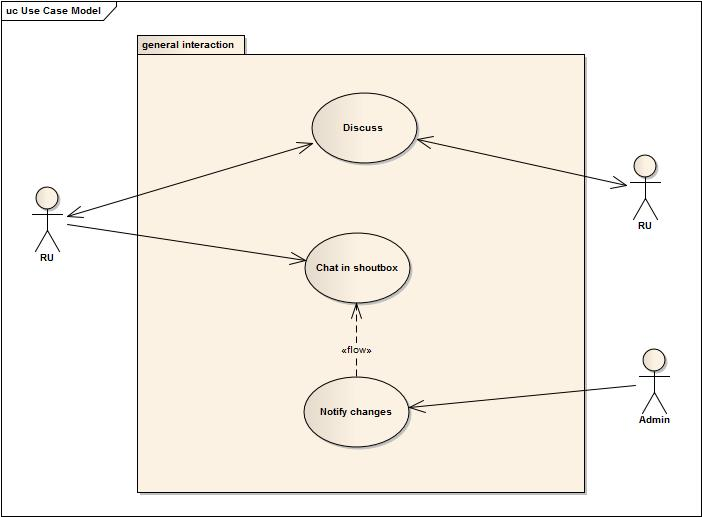 uc Use Case Model
general interaction
Discuss
RU
RU
Chat in shoutbox
«flow»
Notify changes
Admin